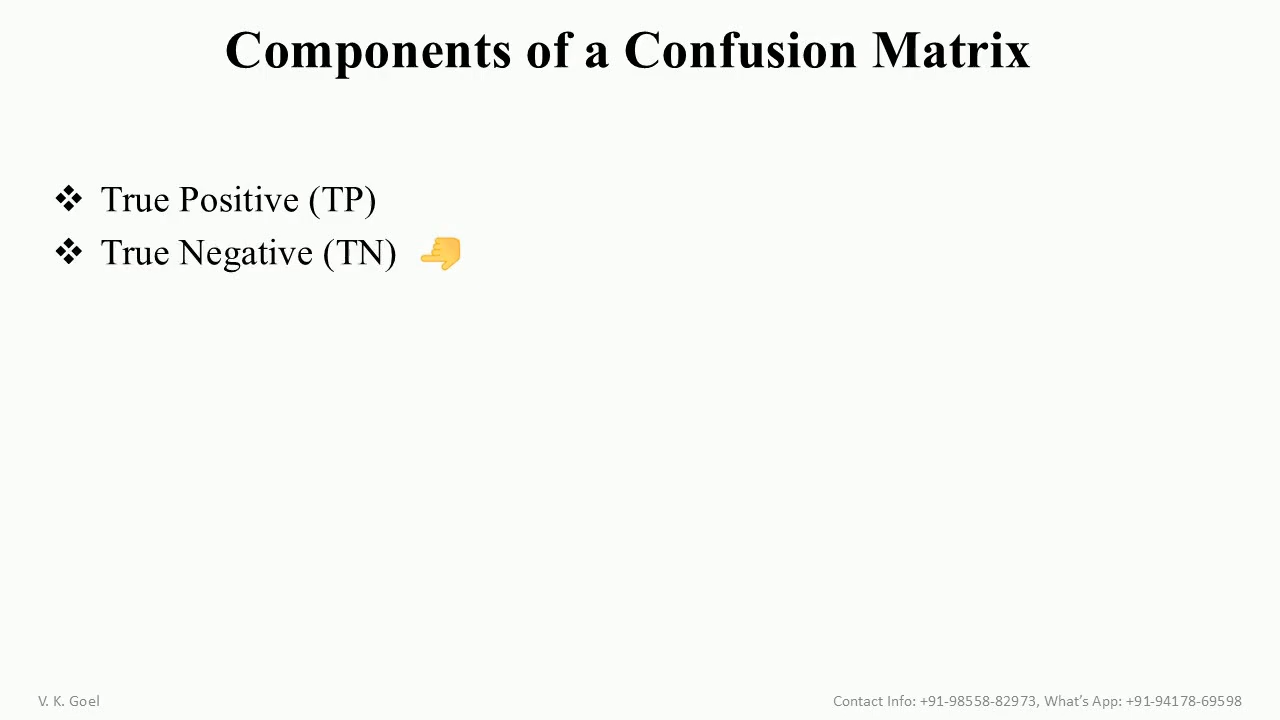 Components of a Confusion Matrix
❖ True Positive (TP)
❖ True Negative (TN)
V. K. Goel
Contact Info: +91-98558-82973, What’s App: +91-94178-69598